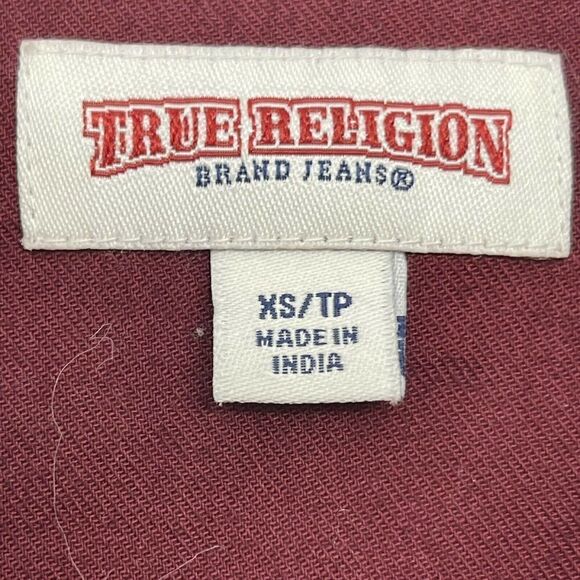 TRUE RELIGION
BRAND JEANS®
XS/TP
MADE IN
INDIA